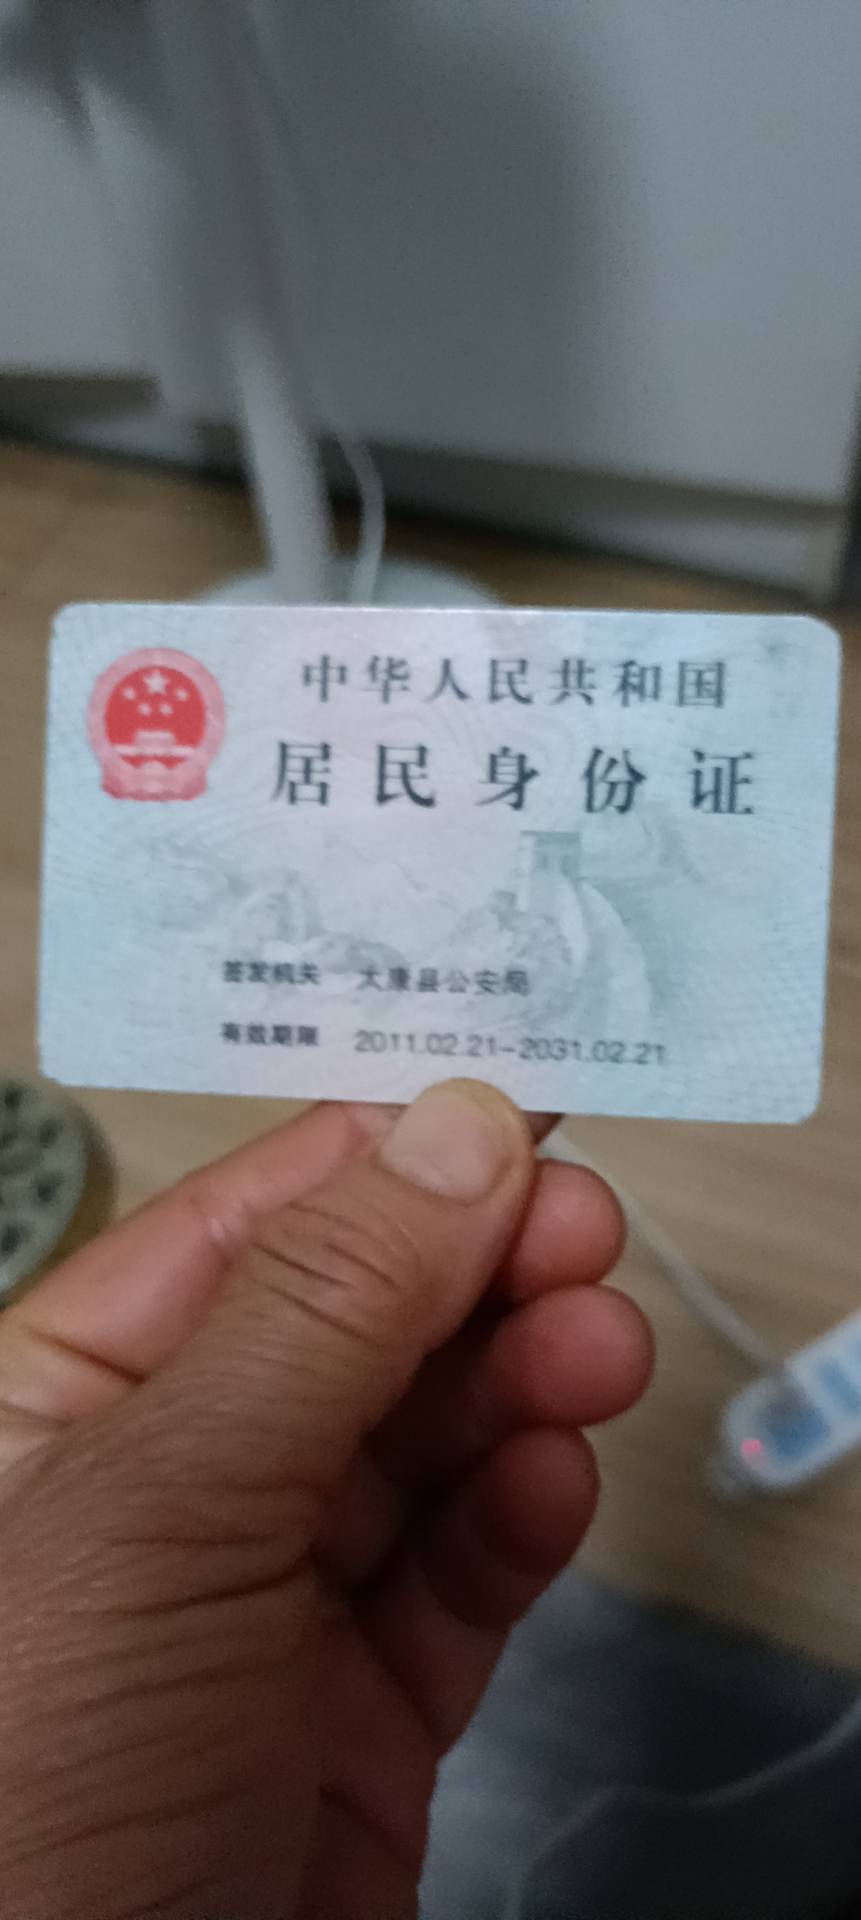 中华人民共和国
居民身份证
签发机关 太康县公安局
有效期限 2011.02.21-2031.02.21